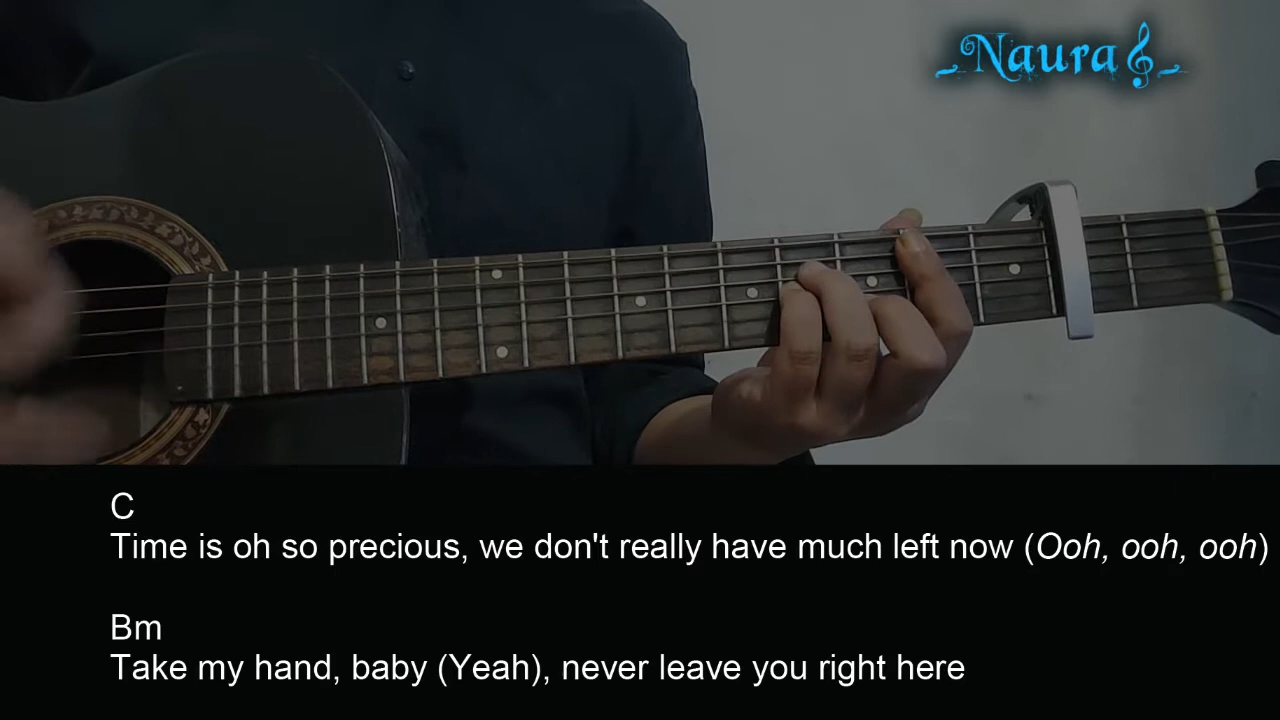 Naura
C
Time is oh so precious, we don't really have much left now (Ooh, ooh, ooh)
Bm
Take my hand, baby (Yeah), never leave you right here